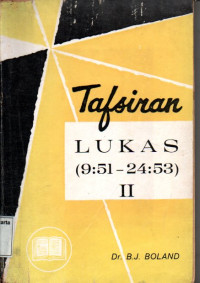 Tafsiran
LUKAS
(9:51-24:53)
II
Dr. B.J. BOLAND